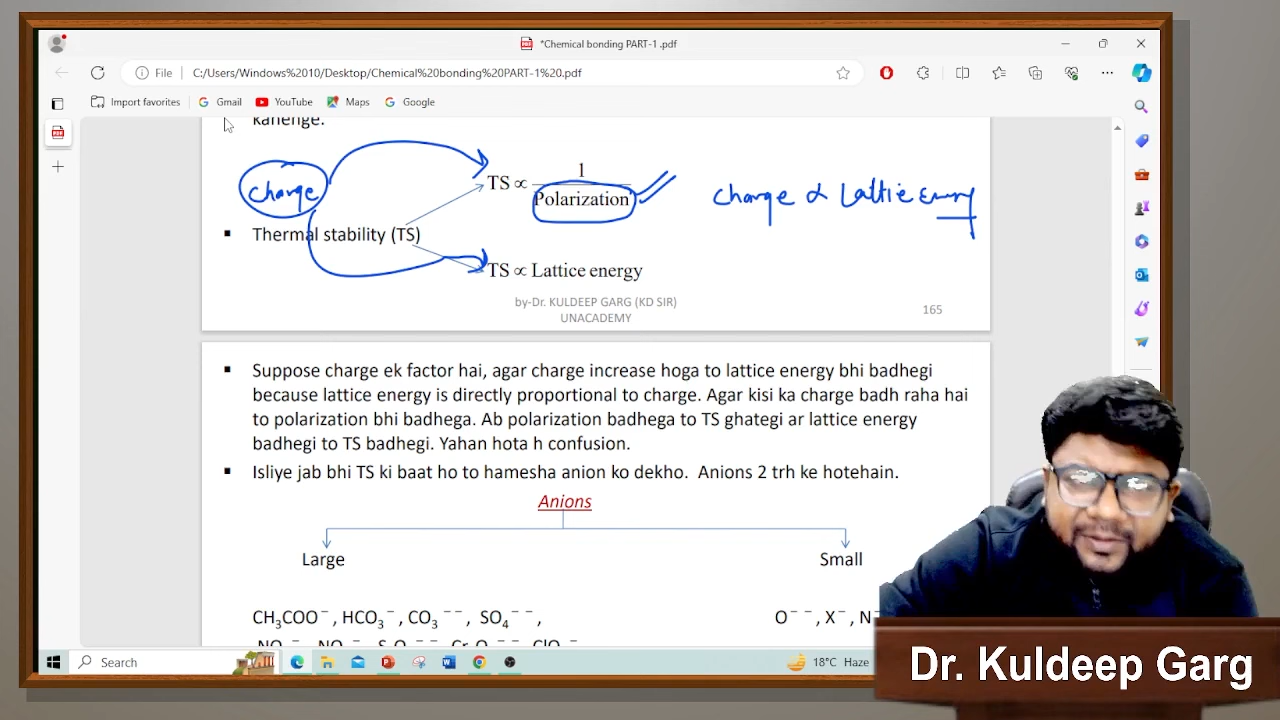 *Chemical bonding PART-1.pdf
File
C:/Users/Windows%2010/Desktop/Chemical%20bonding%20PART-1%20.pdf
Import favorites Gmail YouTube Maps Google
kahenge.
charge
TS ∝ 1
Polarization
charge ∝ Lattice energy
Thermal stability (TS)
TS ∝ Lattice energy
by-Dr. KULDEEP GARG (KD SIR)
UNACADEMY
165
▪ Suppose charge ek factor hai, agar charge increase hoga to lattice energy bhi badhegi
because lattice energy is directly proportional to charge. Agar kisi ka charge badh raha hai
to polarization bhi badhega. Ab polarization badhega to TS ghategi ar lattice energy
badhegi to TS badhegi. Yahan hota h confusion.
▪ Isliye jab bhi TS ki baat ho to hamesha anion ko dekho. Anions 2 trh ke hotehain.
Anions
Large Small
CH₃COO⁻, HCO₃⁻, CO₃⁻ ⁻, SO₄⁻ ⁻,
O⁻ ⁻, X⁻, N
Search
18°C Haze
Dr. Kuldeep Garg